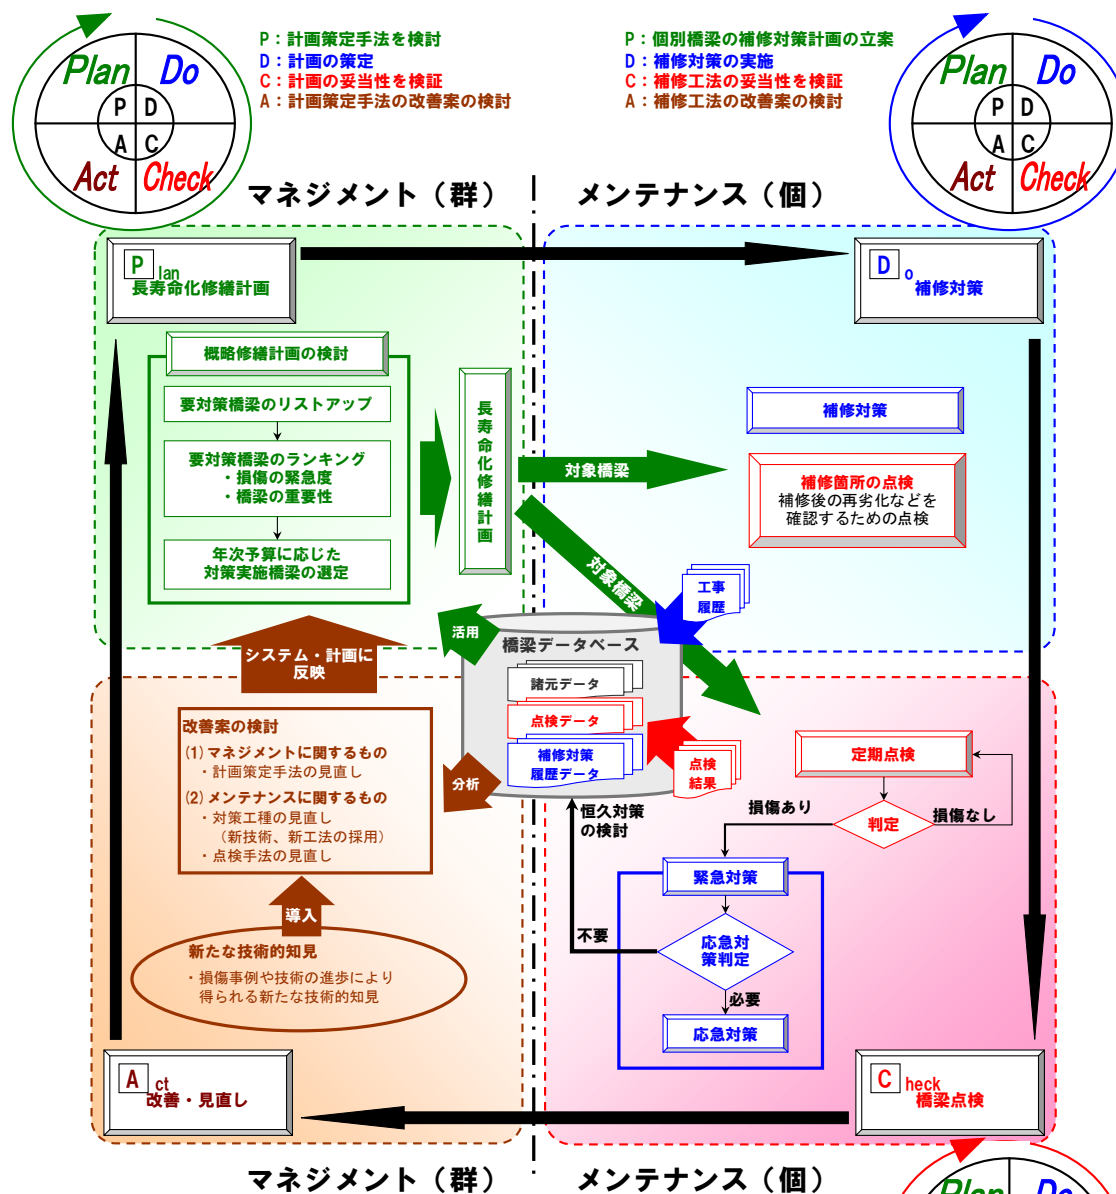 Plan Do
P D
A C
Act Check
P：計画策定手法を検討
D：計画の策定
C：計画の妥当性を検証
A：計画策定手法の改善案の検討
P：個別橋梁の補修対策計画の立案
D：補修対策の実施
C：補修工法の妥当性を検証
A：補修工法の改善案の検討
Plan Do
P D
A C
Act Check
マネジメント（群）
メンテナンス（個）
Plan
長寿命化修繕計画
Do
補修対策
概略修繕計画の検討
要対策橋梁のリストアップ
要対策橋梁のランキング
・損傷の緊急度
・橋梁の重要性
年次予算に応じた
対策実施橋梁の選定
長寿命化修繕計画
対象橋梁
対象橋梁
補修対策
補修箇所の点検
補修後の再劣化などを
確認するための点検
工事
履歴
活用
橋梁データベース
諸元データ
点検データ
補修対策
履歴データ
点検
結果
分析
システム・計画に
反映
改善案の検討
(1)マネジメントに関するもの
・計画策定手法の見直し
(2)メンテナンスに関するもの
・対策工種の見直し
（新技術、新工法の採用）
・点検手法の見直し
導入
新たな技術的知見
・損傷事例や技術の進歩により
得られる新たな技術的知見
定期点検
判定
損傷あり
損傷なし
恒久対策
の検討
緊急対策
応急対
策判定
不要
必要
応急対策
Act
改善・見直し
Check
橋梁点検
マネジメント（群）
メンテナンス（個）
Plan Do